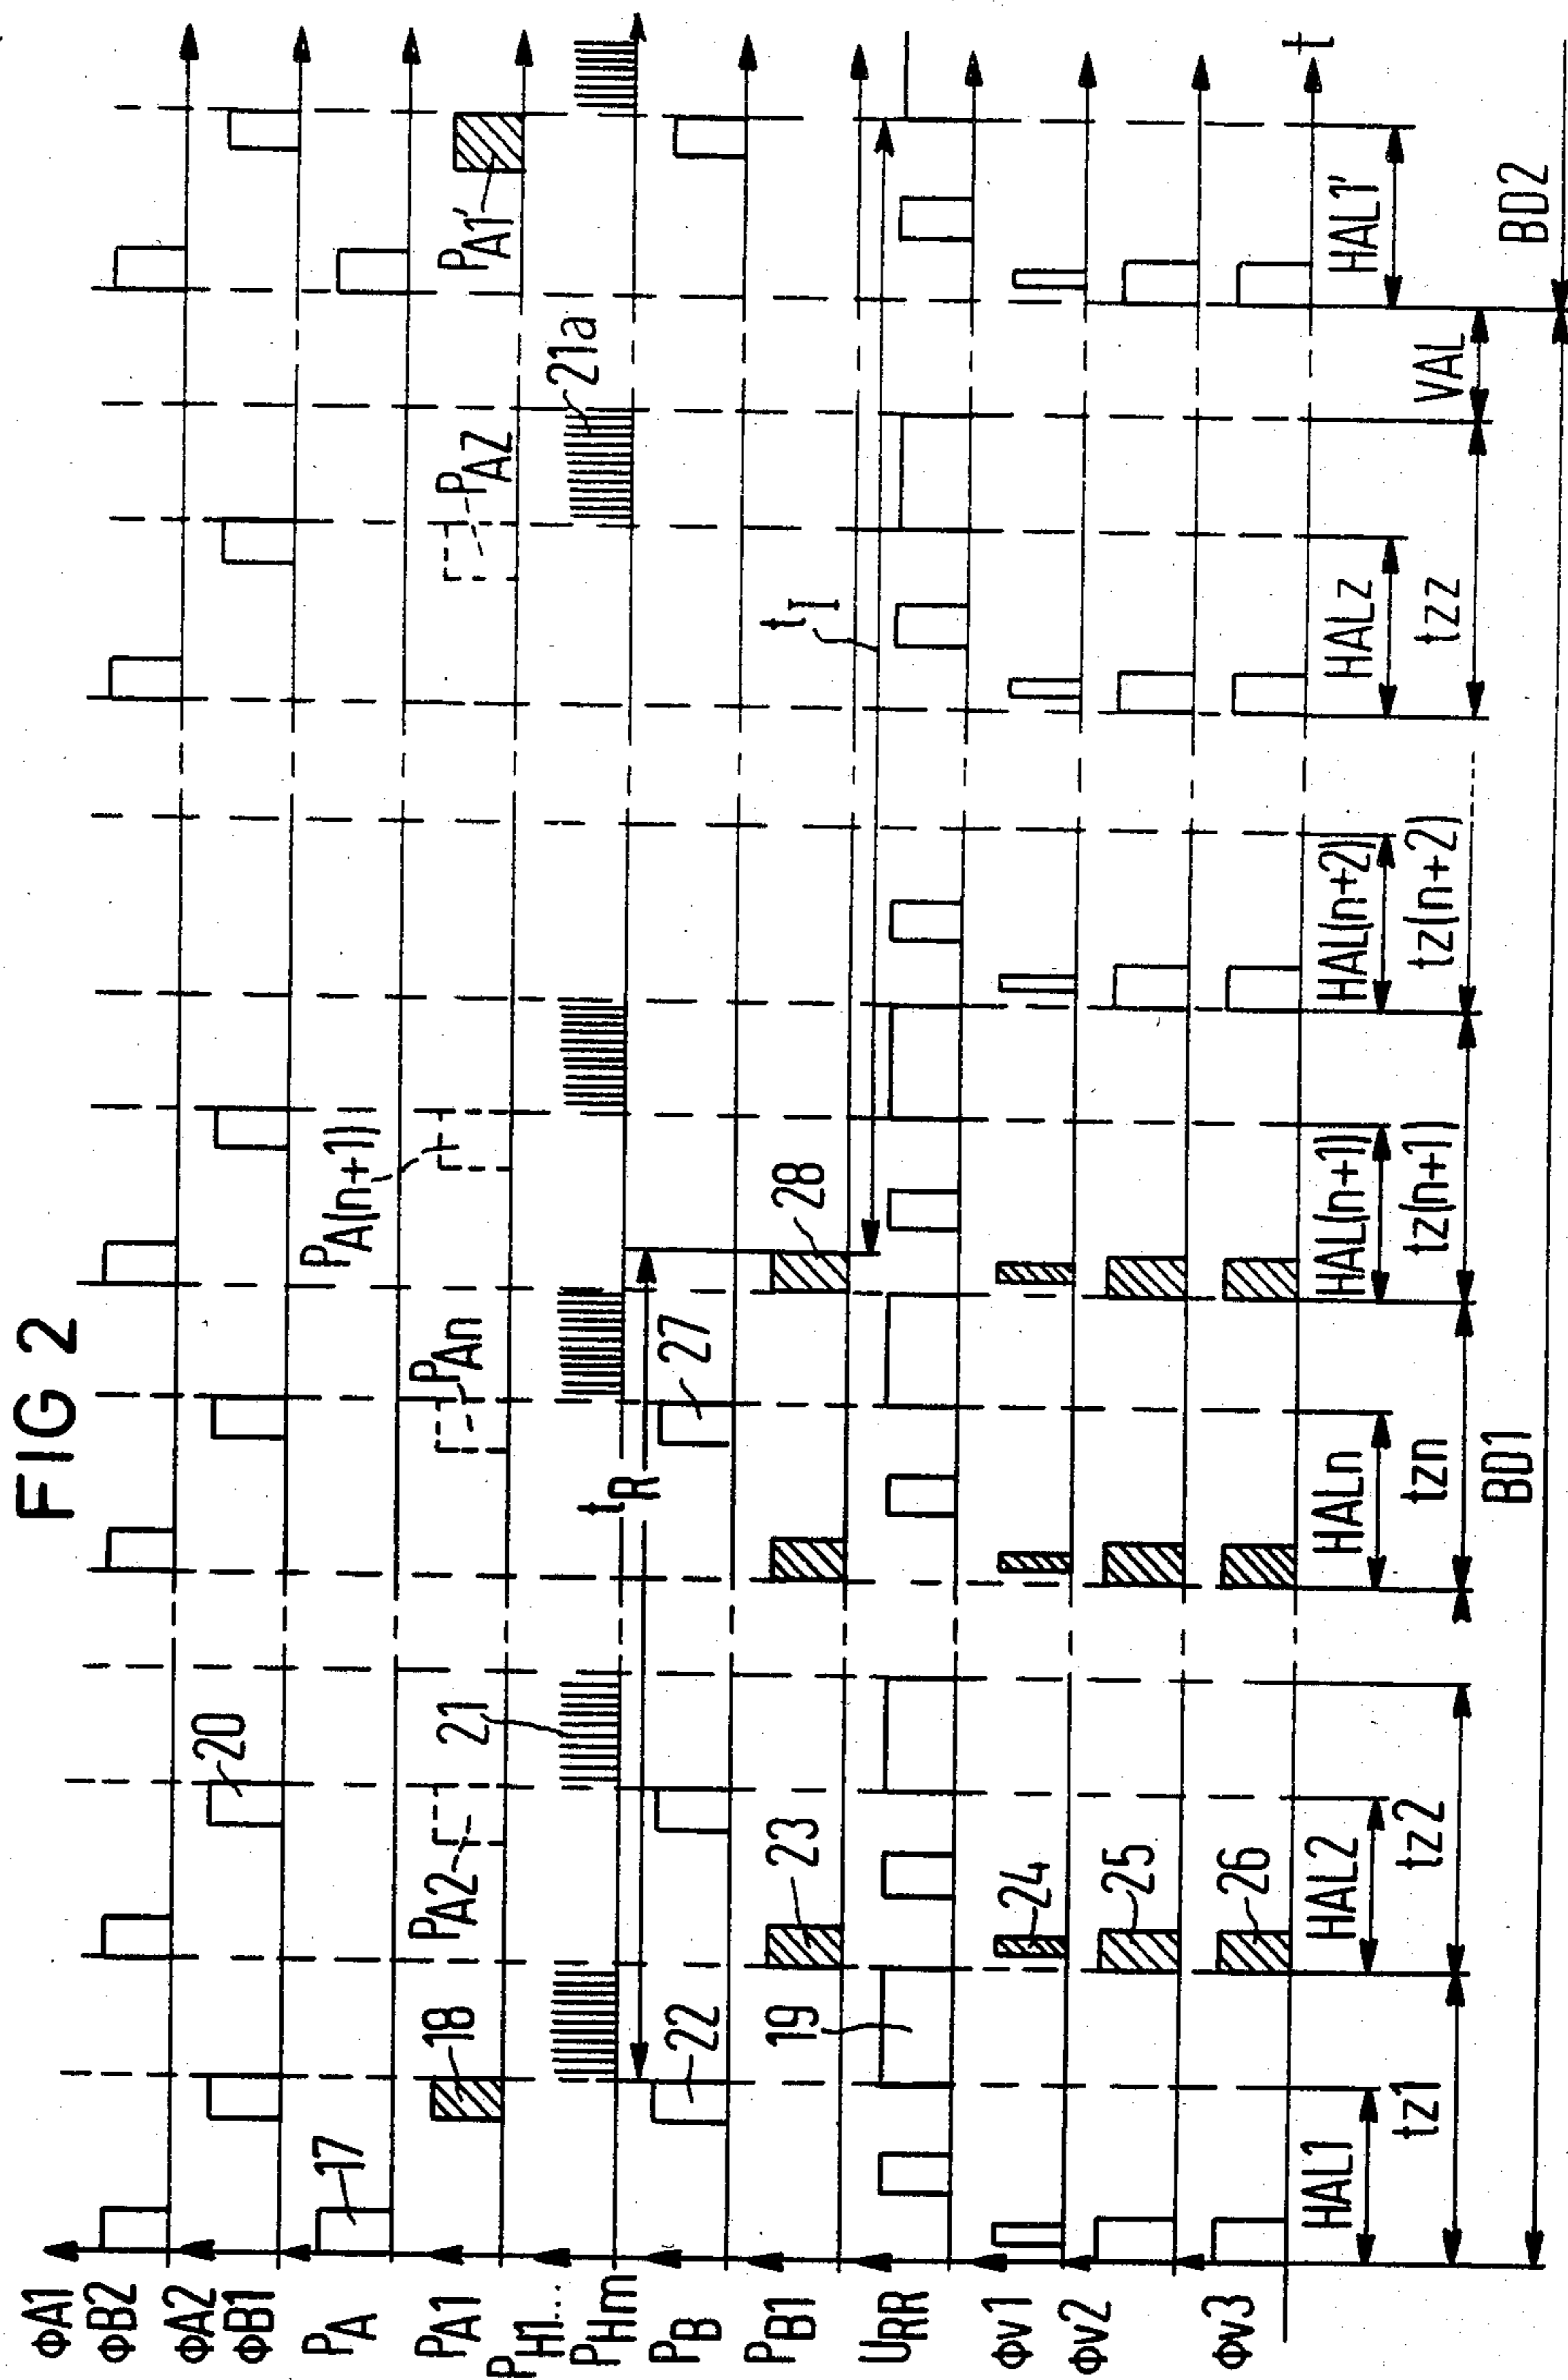 FIG 2
ΦA1
ΦB2
ΦA2
ΦB1
PA
17
PA1
18
PA2
PAn
PA(n+1)
PAZ
PA1'
PH1...
PHm
20
21
21a
tR
PB
22
27
PB1
23
28
tI
URR
19
Φv1
24
Φv2
25
Φv3
26
t
HAL1
HAL2
HALn
HAL(n+1)
HAL(n+2)
HALz
HAL1'
tz1
tz2
tzn
tz(n+1)
tz(n+2)
tzz
VAL
BD1
BD2